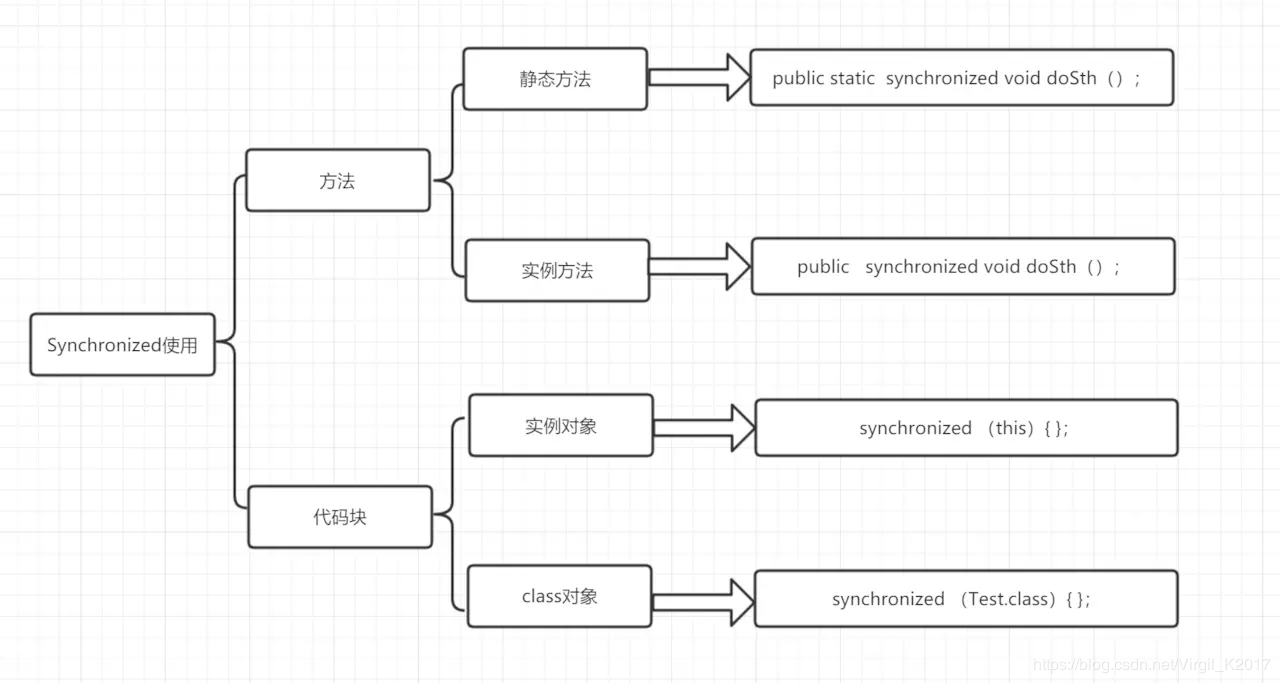 静态方法
public static synchronized void doSth（）;
方法
实例方法
public synchronized void doSth（）;
Synchronized使用
实例对象
synchronized （this）{ };
代码块
class对象
synchronized （Test.class）{ };
https://blog.csdn.net/Virgil_K2017